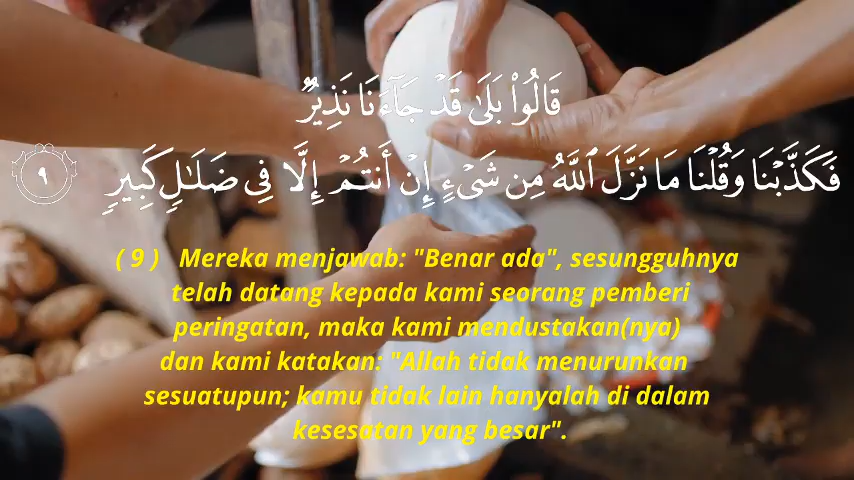 قَالُوا۟ بَلَىٰ قَدْ جَآءَنَا نَذِيرٌ
فَكَذَّبْنَا وَقُلْنَا مَا نَزَّلَ ٱللَّهُ مِن شَىْءٍ إِنْ أَنتُمْ إِلَّا فِى ضَلَـٰلٍ كَبِيرٍ ٩
( 9 ) Mereka menjawab: "Benar ada", sesungguhnya
telah datang kepada kami seorang pemberi
peringatan, maka kami mendustakan(nya)
dan kami katakan: "Allah tidak menurunkan
sesuatupun; kamu tidak lain hanyalah di dalam
kesesatan yang besar".